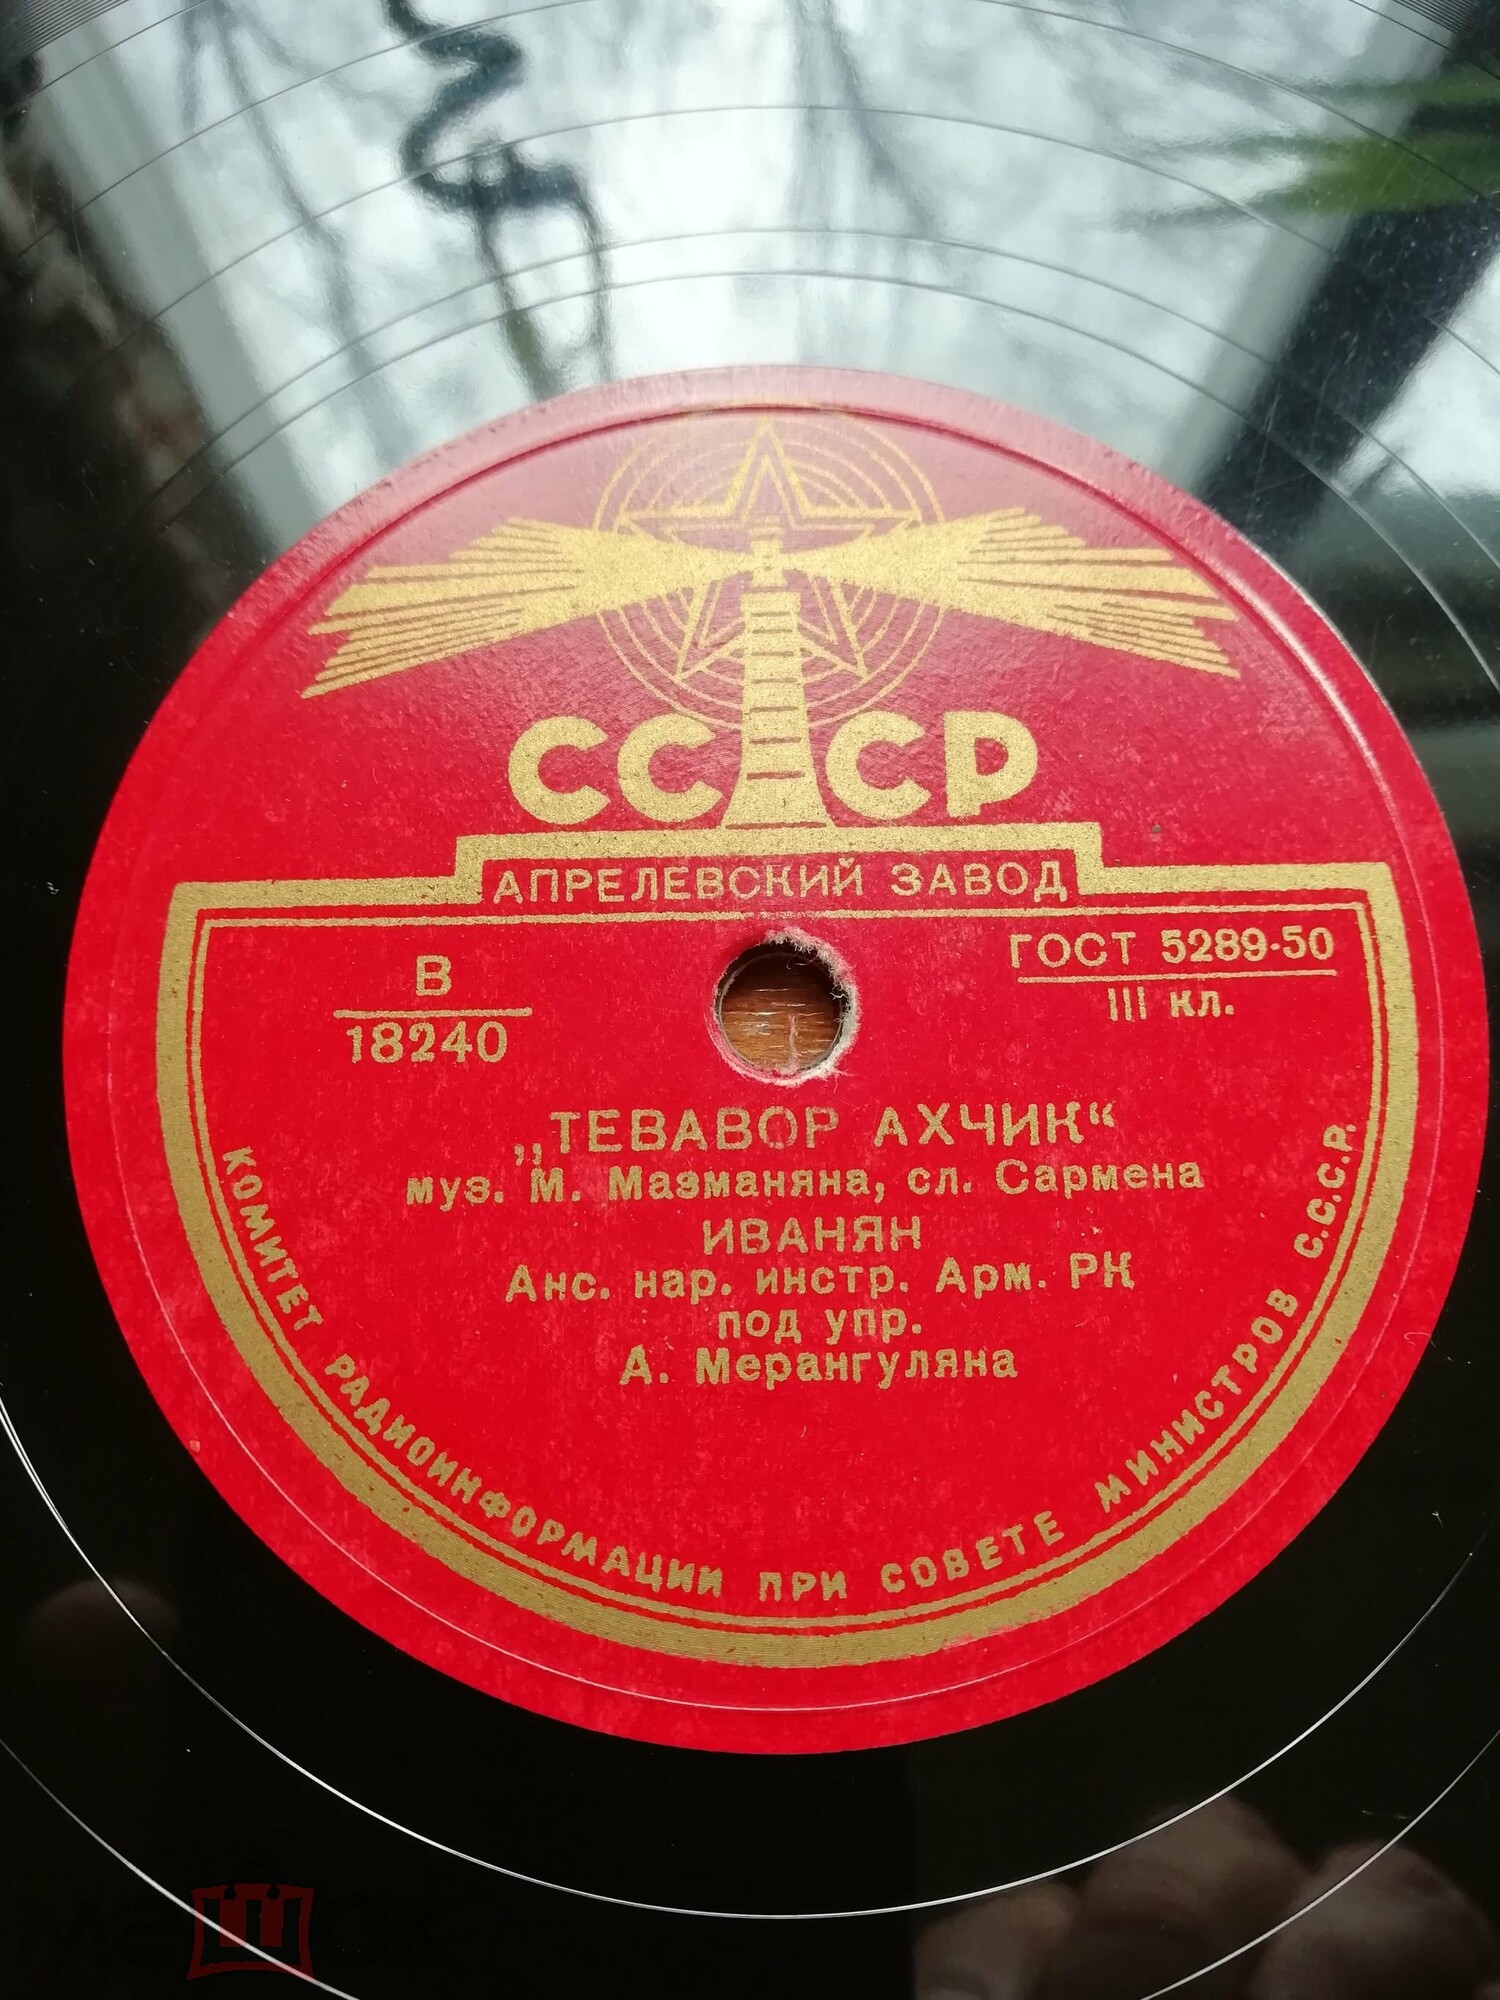 СССР
АПРЕЛЕВСКИЙ ЗАВОД
В
18240
ГОСТ 5289-50
III кл.
„ТЕВАВОР АХЧИК“
муз. М. Мазманяна, сл. Сармена
ИВАНЯН
Анс. нар. инстр. Арм. РК
под упр.
А. Мерангуляна
КОМИТЕТ РАДИОИНФОРМАЦИИ ПРИ СОВЕТЕ МИНИСТРОВ С.С.С.Р.
мешок